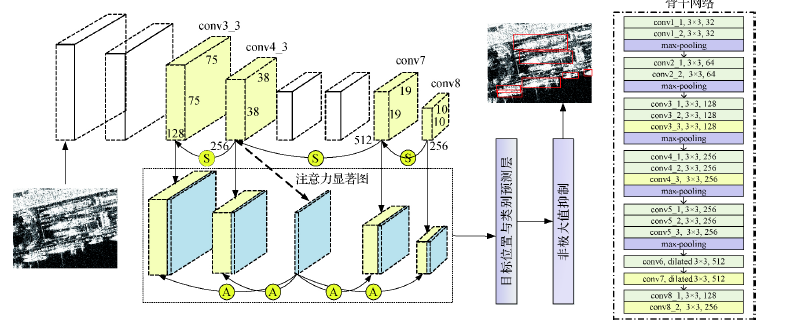 conv3_3
75
75
128
conv4_3
38
38
256
conv7
19
19
512
conv8
10
10
256
S
S
S
注意力显著图
A
A
A
A
目标位置与类别预测层
非极大值抑制
骨干网络
conv1_1, 3×3, 32
conv1_2, 3×3, 32
max-pooling
conv2_1, 3×3, 64
conv2_2, 3×3, 64
max-pooling
conv3_1, 3×3, 128
conv3_2, 3×3, 128
conv3_3, 3×3, 128
max-pooling
conv4_1, 3×3, 256
conv4_2, 3×3, 256
conv4_3, 3×3, 256
max-pooling
conv5_1, 3×3, 256
conv5_2, 3×3, 256
conv5_3, 3×3, 256
max-pooling
conv6, dilated 3×3, 512
conv7, dilated 3×3, 512
conv8_1, 3×3, 128
conv8_2, 3×3, 256